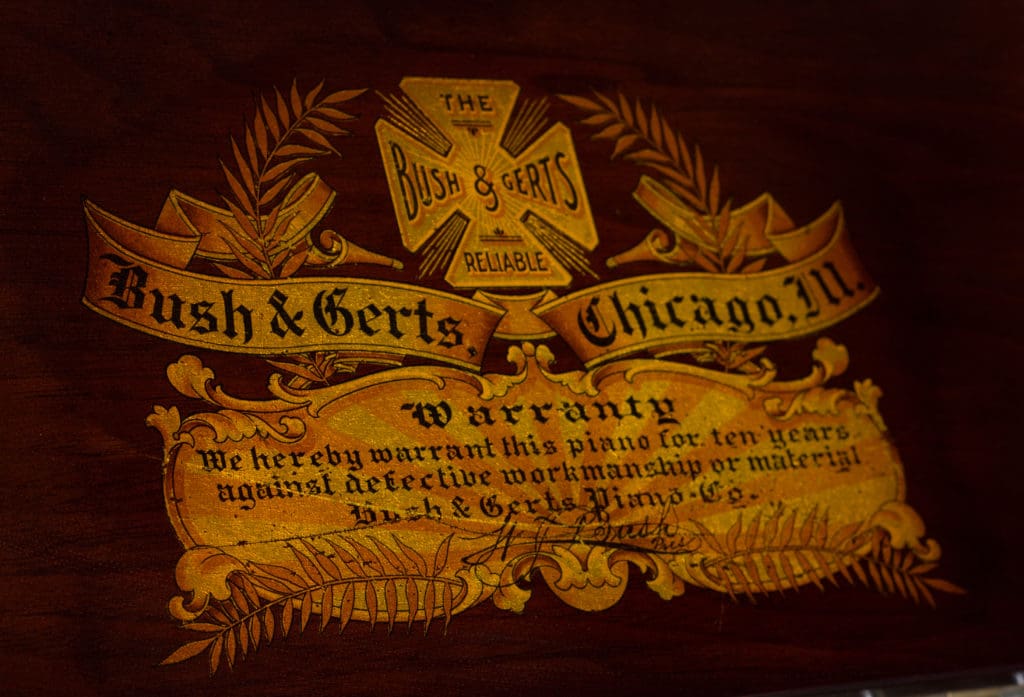 THE
BUSH & GERTS
RELIABLE
Bush & Gerts. Chicago, Ill.
Warranty
We hereby warrant this piano for ten years
against defective workmanship or material
Bush & Gerts Piano Co.
Bush